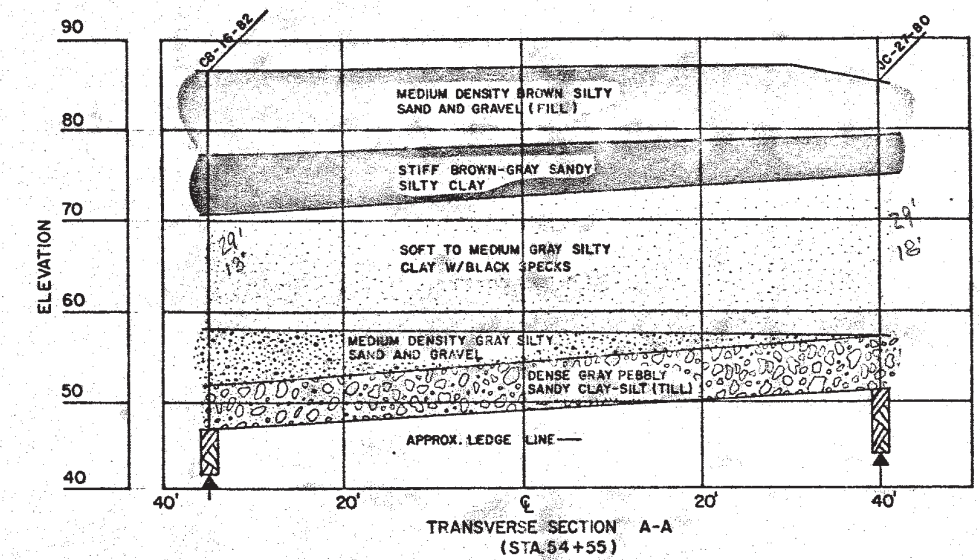 90
80
70
60
50
40
ELEVATION
CB-16-82
JC-27-80
MEDIUM DENSITY BROWN SILTY
SAND AND GRAVEL (FILL)
STIFF BROWN-GRAY SANDY
SILTY CLAY
29'
18'
29'
18'
SOFT TO MEDIUM GRAY SILTY
CLAY W/BLACK SPECKS
MEDIUM DENSITY GRAY SILTY
SAND AND GRAVEL
DENSE GRAY PEBBLY
SANDY CLAY-SILT (TILL)
APPROX. LEDGE LINE
40' 20' ℄ 20' 40'
TRANSVERSE SECTION A-A
(STA. 54+55)